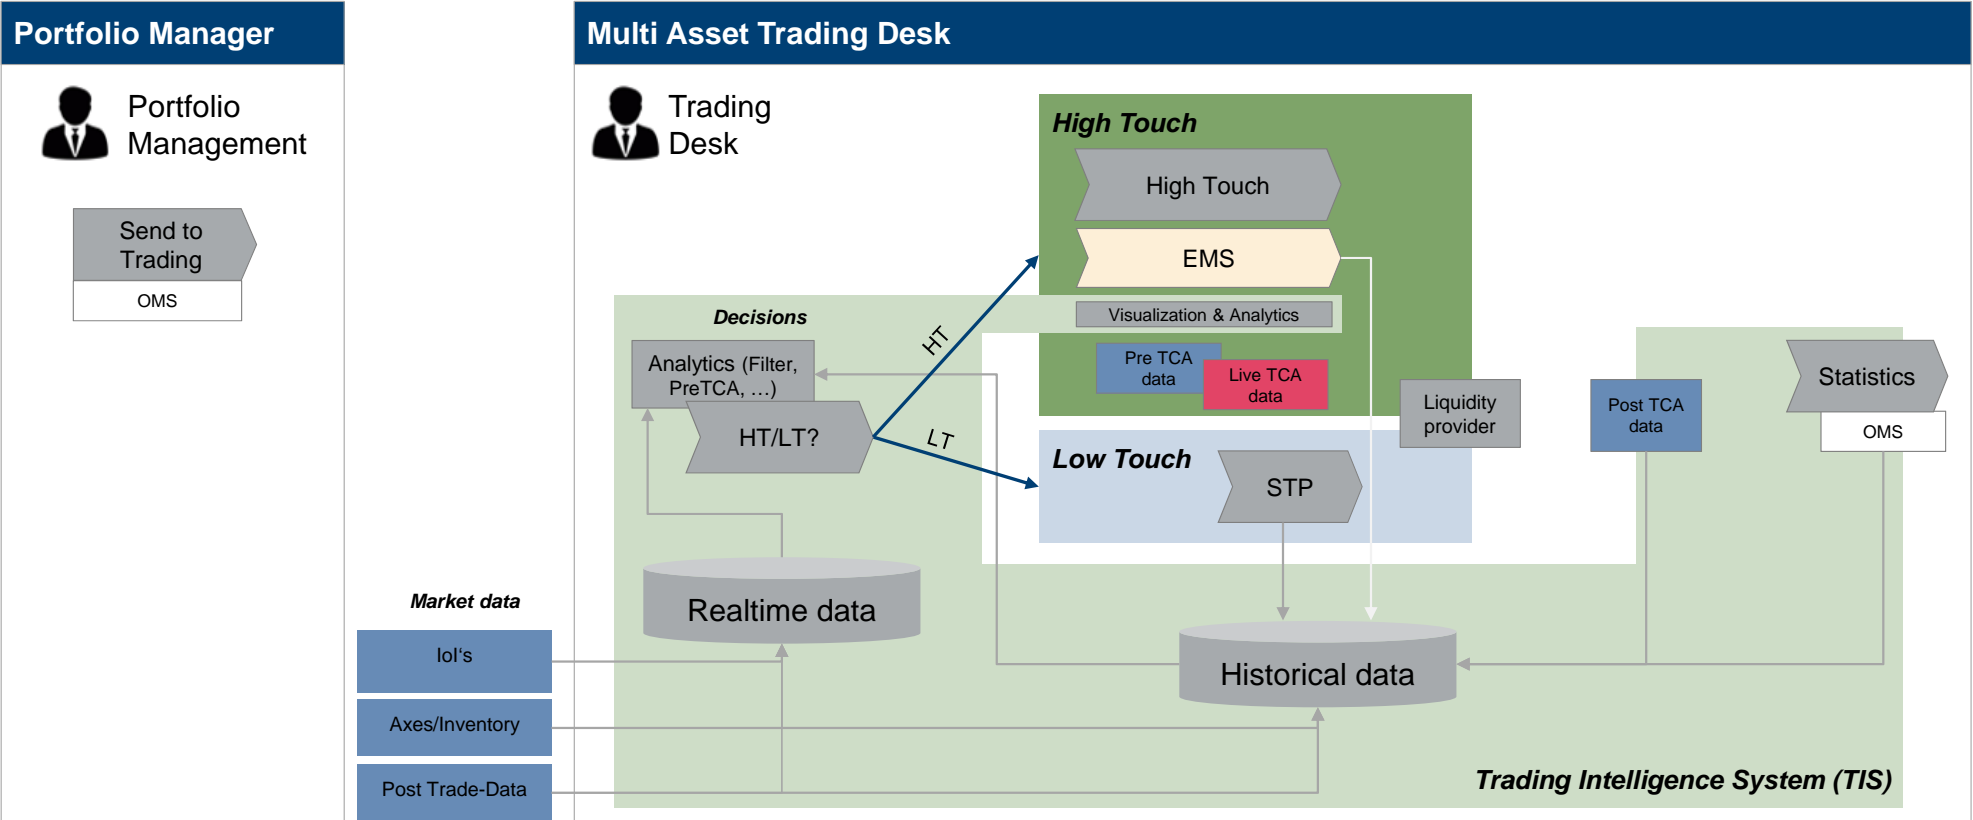 Portfolio Manager
Portfolio
Management
Send to
Trading
OMS
Market data
IoI's
Axes/Inventory
Post Trade-Data
Multi Asset Trading Desk
Trading
Desk
Decisions
Analytics (Filter,
PreTCA, …)
HT/LT?
HT
LT
Realtime data
High Touch
High Touch
EMS
Visualization & Analytics
Pre TCA
data
Live TCA
data
Liquidity
provider
Low Touch
STP
Historical data
Post TCA
data
Statistics
OMS
Trading Intelligence System (TIS)